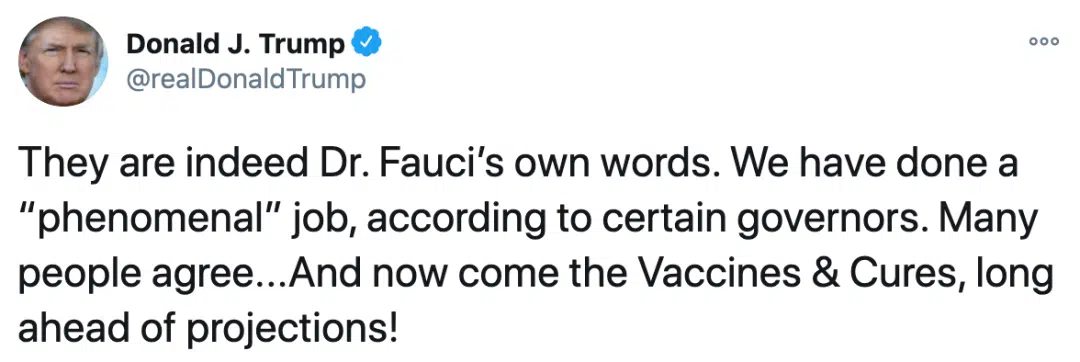 Donald J. Trump
@realDonaldTrump
They are indeed Dr. Fauci's own words. We have done a
“phenomenal” job, according to certain governors. Many
people agree...And now come the Vaccines & Cures, long
ahead of projections!